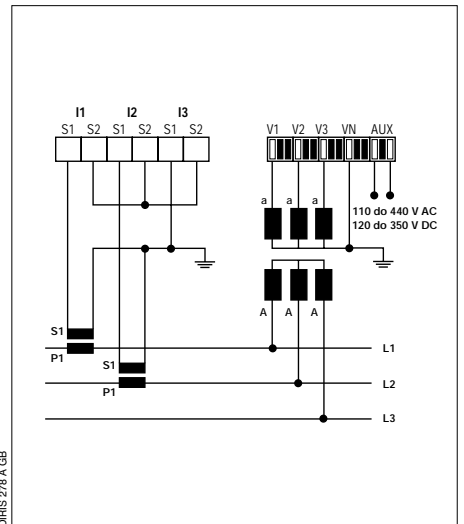 I1 I2 I3
S1 S2 S1 S2 S1 S2
V1 V2 V3 VN AUX
a a a
110 do 440 V AC
120 do 350 V DC
A A A
S1
P1
L1
S1
P1
L2
L3
DIRIS 278 A GB